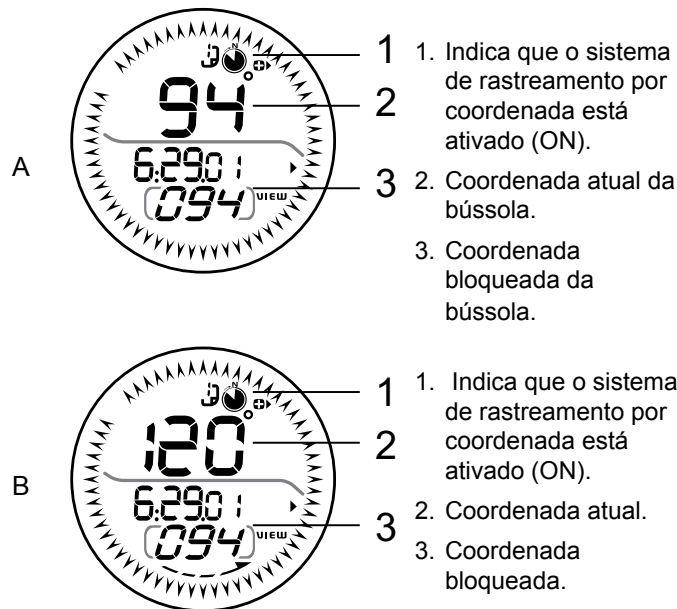 A
N
94
6:29.01
094
VIEW
1
2
3
1. Indica que o sistema
de rastreamento por
coordenada está
ativado (ON).
2. Coordenada atual da
bússola.
3. Coordenada
bloqueada da
bússola.
B
N
120
6:29.01
094
VIEW
1
2
3
1. Indica que o sistema
de rastreamento por
coordenada está
ativado (ON).
2. Coordenada atual.
3. Coordenada
bloqueada.